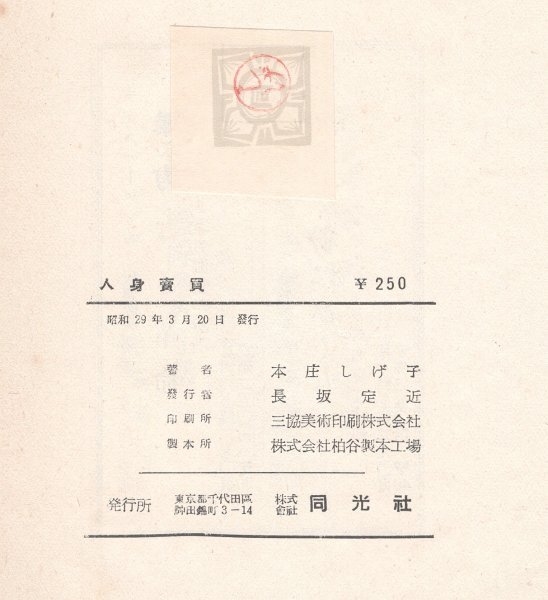 人身賣買 ¥250
昭和29年3月20日 發行
著者 本庄しげ子
發行者 長坂定近
印刷所 三協美術印刷株式会社
製本所 株式会社柏谷製本工場
発行所 東京都千代田區神田錦町3-14 株式會社 同光社